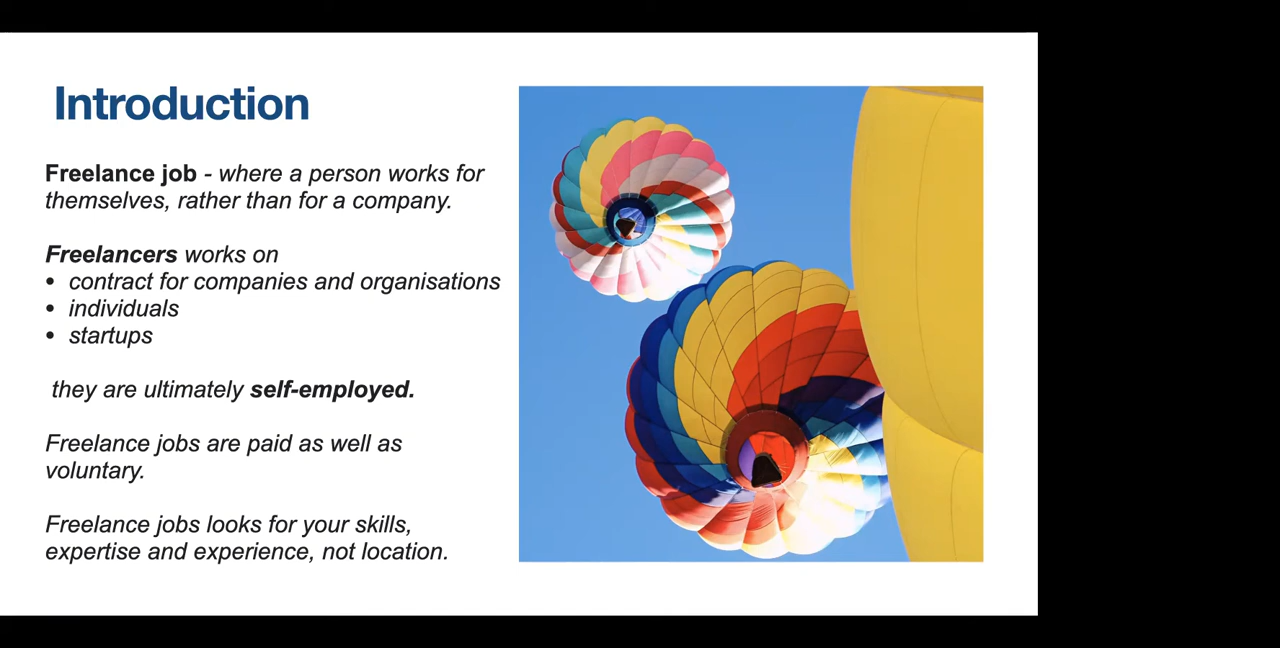 Introduction
Freelance job - where a person works for
themselves, rather than for a company.
Freelancers works on
• contract for companies and organisations
• individuals
• startups
they are ultimately self-employed.
Freelance jobs are paid as well as
voluntary.
Freelance jobs looks for your skills,
expertise and experience, not location.